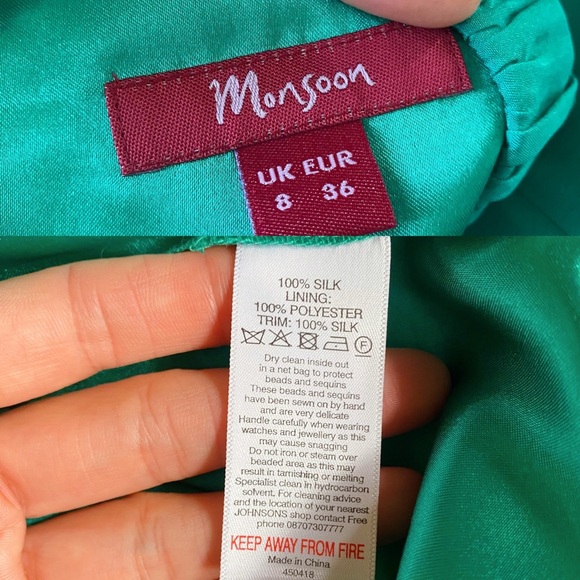 Monsoon
UK EUR
8 36
100% SILK
LINING:
100% POLYESTER
TRIM: 100% SILK
F
Dry clean inside out
in a net bag to protect
beads and sequins
These beads and sequins
have been sewn on by hand
and are very delicate
Handle carefully when wearing
watches and jewellery as this
may cause snagging
Do not iron or steam over
beaded area as this may
result in tarnishing or melting
Specialist clean in hydrocarbon
solvent. For cleaning advice
and the location of your nearest
JOHNSONS shop contact Free
phone 08707307777
KEEP AWAY FROM FIRE
Made in China
450418